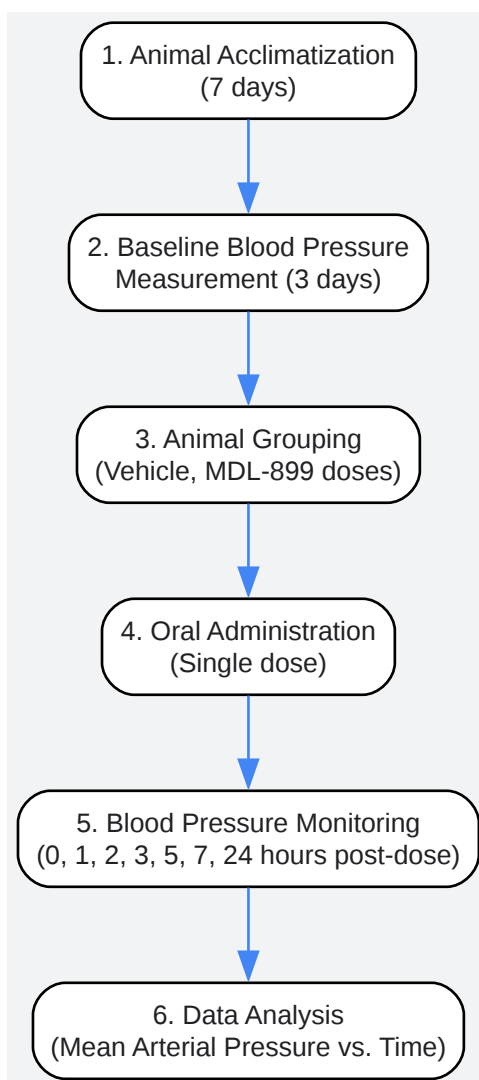 1. Animal Acclimatization
(7 days)
2. Baseline Blood Pressure
Measurement (3 days)
3. Animal Grouping
(Vehicle, MDL-899 doses)
4. Oral Administration
(Single dose)
5. Blood Pressure Monitoring
(0, 1, 2, 3, 5, 7, 24 hours post-dose)
6. Data Analysis
(Mean Arterial Pressure vs. Time)